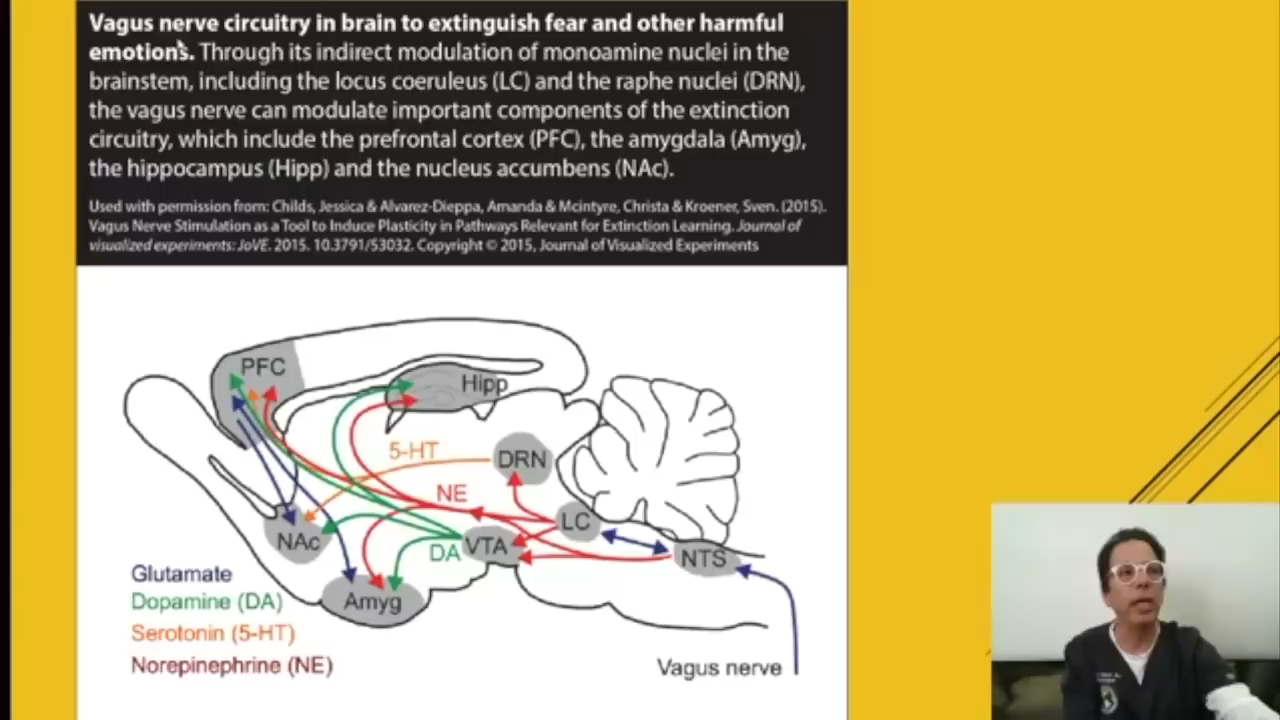 Vagus nerve circuitry in brain to extinguish fear and other harmful
emotions. Through its indirect modulation of monoamine nuclei in the
brainstem, including the locus coeruleus (LC) and the raphe nuclei (DRN),
the vagus nerve can modulate important components of the extinction
circuitry, which include the prefrontal cortex (PFC), the amygdala (Amyg),
the hippocampus (Hipp) and the nucleus accumbens (NAc).
Used with permission from: Childs, Jessica & Alvarez-Dieppa, Amanda & Mcintyre, Christa & Kroener, Sven. (2015).
Vagus Nerve Stimulation as a Tool to Induce Plasticity in Pathways Relevant for Extinction Learning. Journal of
visualized experiments: JoVE. 2015. 10.3791/53032. Copyright © 2015, Journal of Visualized Experiments
PFC
Hipp
5-HT
DRN
NE
LC
NAc
DA
VTA
NTS
Amyg
Glutamate
Dopamine (DA)
Serotonin (5-HT)
Norepinephrine (NE)
Vagus nerve